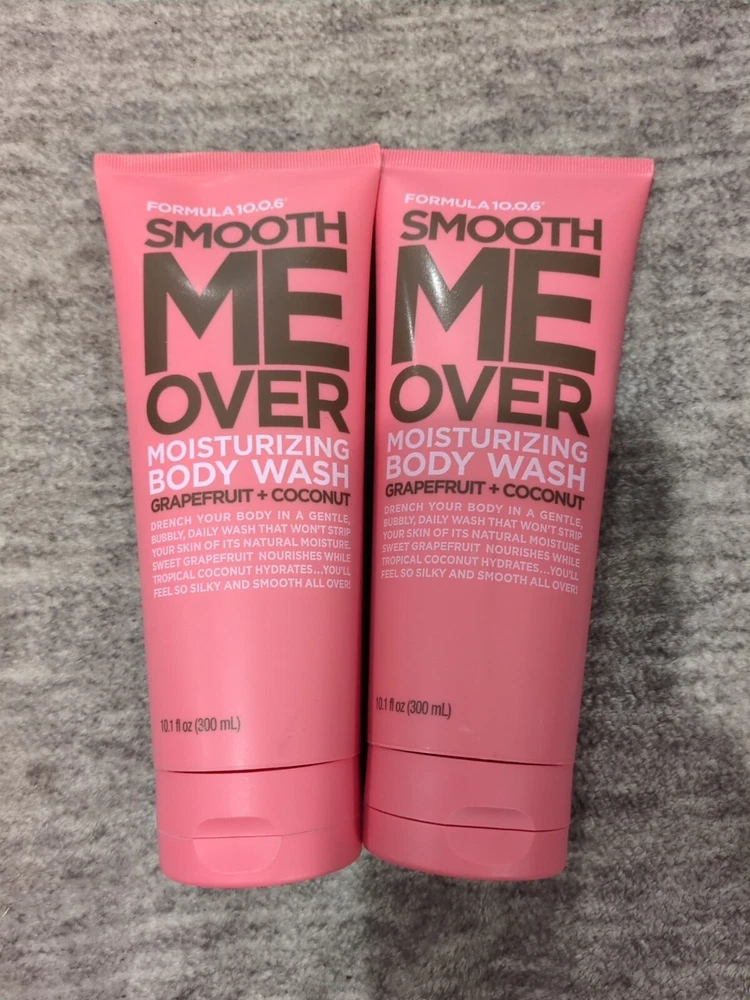 FORMULA 10.0.6®
SMOOTH
ME
OVER
MOISTURIZING
BODY WASH
GRAPEFRUIT + COCONUT
DRENCH YOUR BODY IN A GENTLE,
BUBBLY, DAILY WASH THAT WON'T STRIP
YOUR SKIN OF ITS NATURAL MOISTURE.
SWEET GRAPEFRUIT NOURISHES WHILE
TROPICAL COCONUT HYDRATES...YOU'LL
FEEL SO SILKY AND SMOOTH ALL OVER!
10.1 fl oz (300 mL)
FORMULA 10.0.6®
SMOOTH
ME
OVER
MOISTURIZING
BODY WASH
GRAPEFRUIT + COCONUT
DRENCH YOUR BODY IN A GENTLE,
BUBBLY, DAILY WASH THAT WON'T STRIP
YOUR SKIN OF ITS NATURAL MOISTURE.
SWEET GRAPEFRUIT NOURISHES WHILE
TROPICAL COCONUT HYDRATES...YOU'LL
FEEL SO SILKY AND SMOOTH ALL OVER!
10.1 fl oz (300 mL)